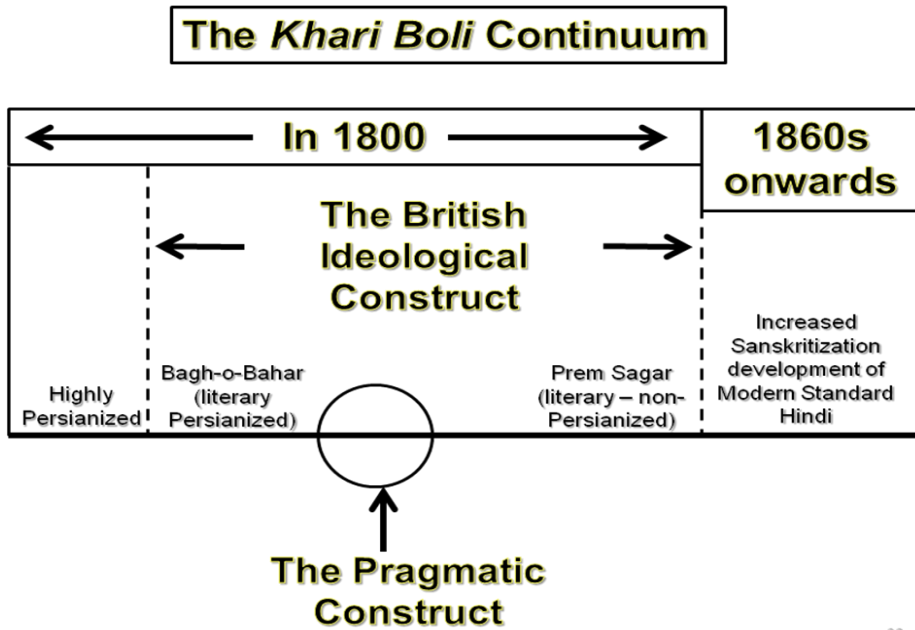 The Khari Boli Continuum
In 1800
1860s
onwards
The British
Ideological
Construct
Highly
Persianized
Bagh-o-Bahar
(literary
Persianized)
Prem Sagar
(literary – non-
Persianized)
Increased
Sanskritization
development of
Modern Standard
Hindi
The Pragmatic
Construct